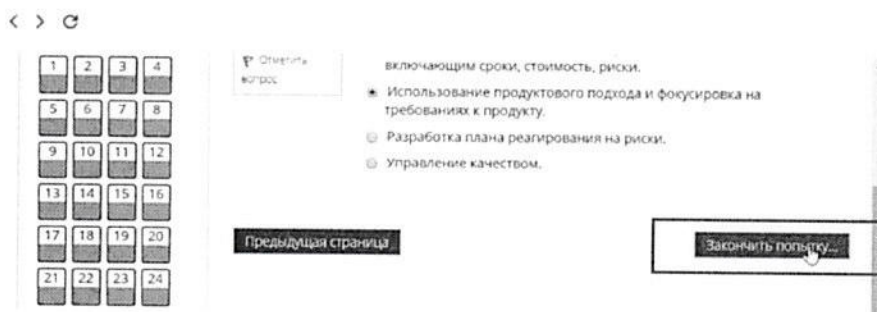 1 2 3 4
Отметить
вопрос
включающим сроки, стоимость, риски.
Использование продуктового подхода и фокусировка на
требованиях к продукту.
5 6 7 8
Разработка плана реагирования на риски.
9 10 11 12
Управление качеством.
13 14 15 16
17 18 19 20
Предыдущая страница
Закончить попытку...
21 22 23 24